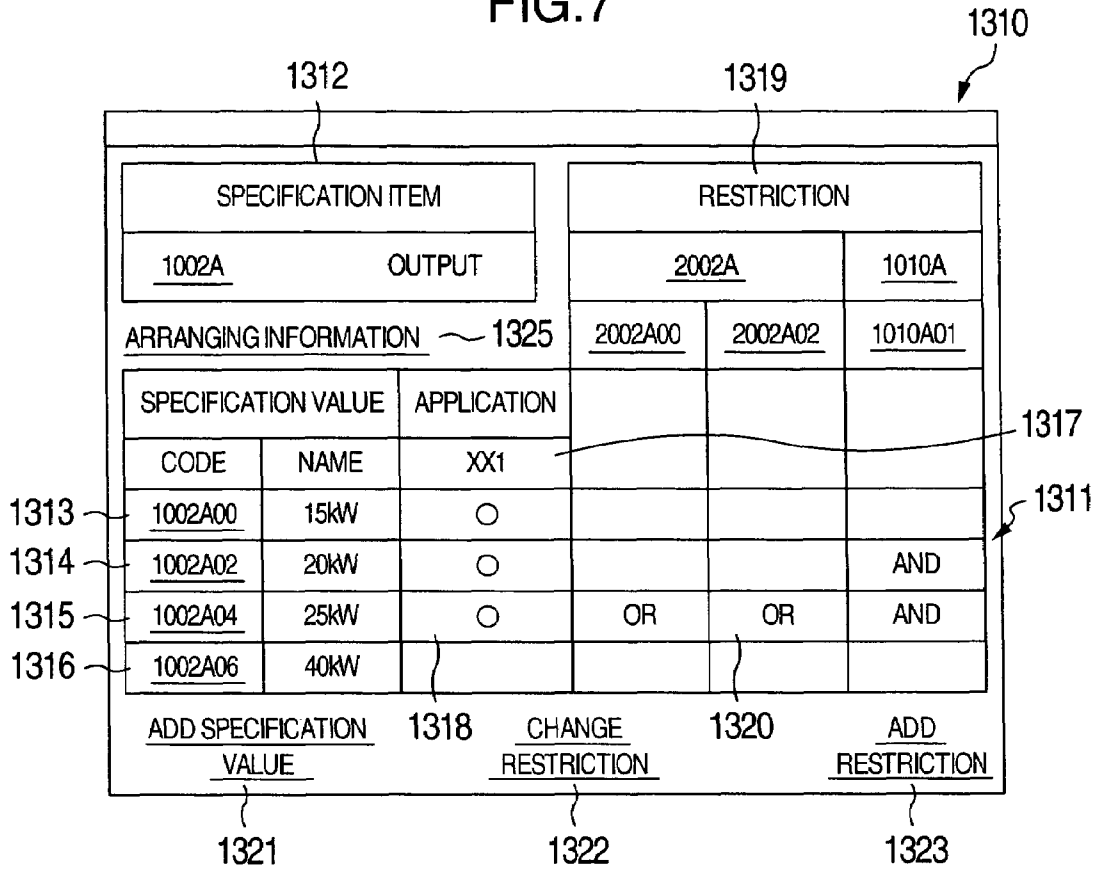 FIG.7
1310
1312
1319
SPECIFICATION ITEM
RESTRICTION
1002A OUTPUT
2002A 1010A
ARRANGING INFORMATION 1325
2002A00 2002A02 1010A01
SPECIFICATION VALUE APPLICATION
1317
CODE NAME XX1
1311
1313 1002A00 15kW ○
1314 1002A02 20kW ○ AND
1315 1002A04 25kW ○ OR OR AND
1316 1002A06 40kW
1318 1320
ADD SPECIFICATION
VALUE
CHANGE
RESTRICTION
ADD
RESTRICTION
1321 1322 1323